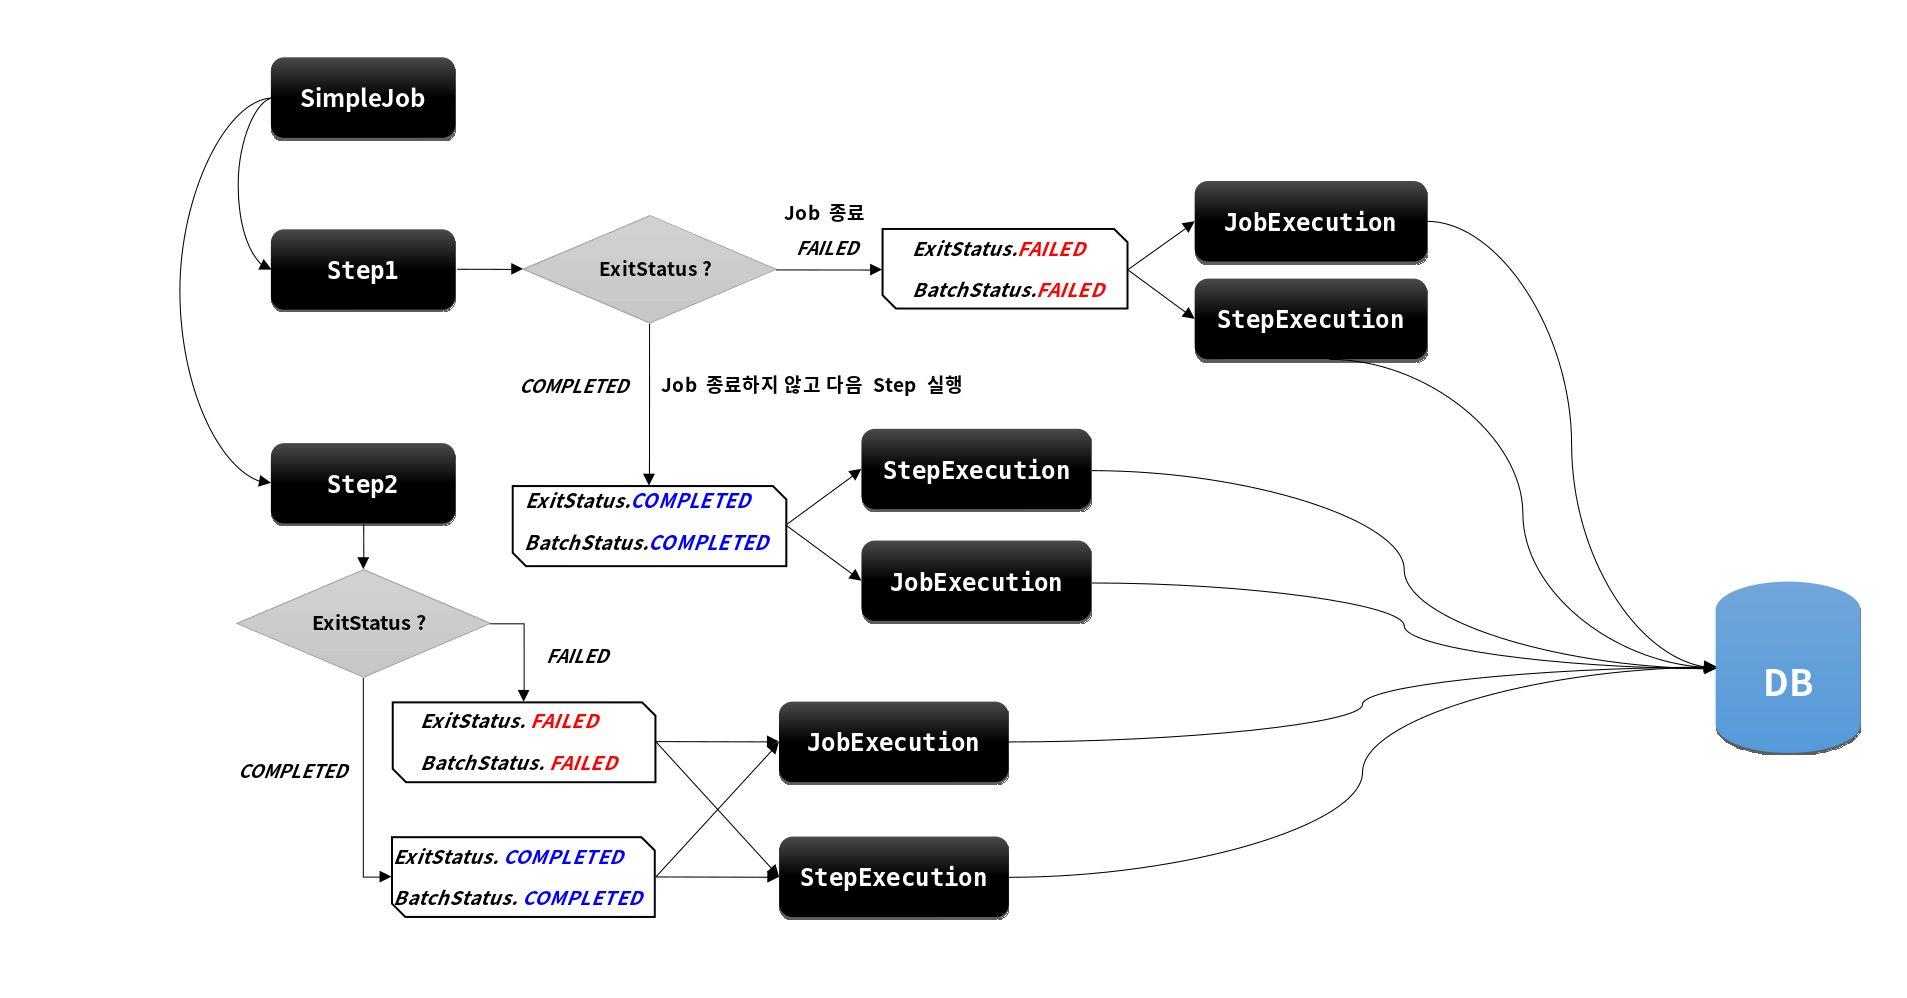 SimpleJob
Job 종료
FAILED
Step1
ExitStatus ?
ExitStatus.FAILED
BatchStatus.FAILED
JobExecution
StepExecution
COMPLETED
Job 종료하지 않고 다음 Step 실행
Step2
ExitStatus.COMPLETED
BatchStatus.COMPLETED
StepExecution
JobExecution
ExitStatus ?
FAILED
DB
ExitStatus. FAILED
BatchStatus. FAILED
JobExecution
COMPLETED
ExitStatus. COMPLETED
BatchStatus. COMPLETED
StepExecution